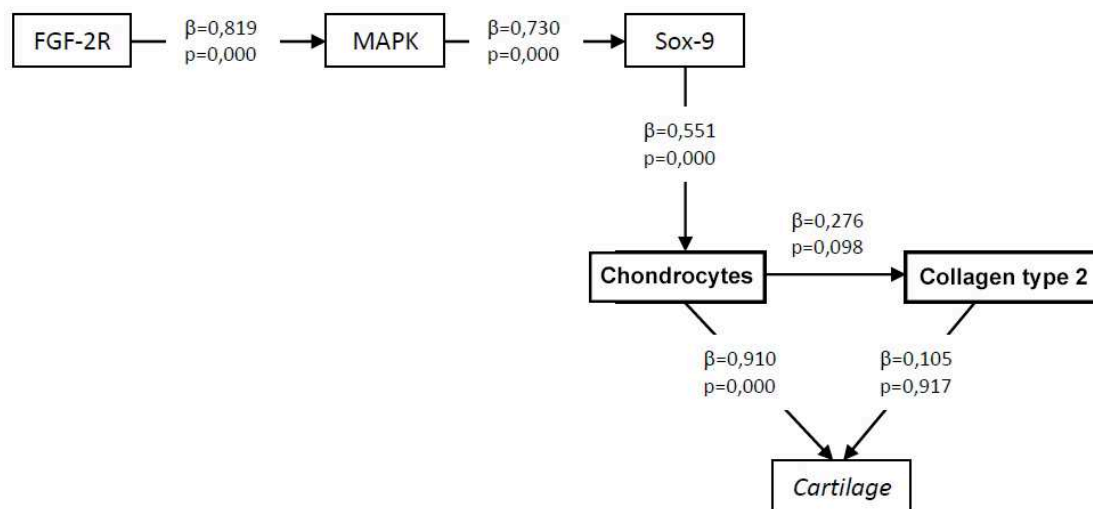 FGF-2R
β=0,819
p=0,000
MAPK
β=0,730
p=0,000
Sox-9
β=0,551
p=0,000
Chondrocytes
β=0,276
p=0,098
Collagen type 2
β=0,910
p=0,000
β=0,105
p=0,917
Cartilage